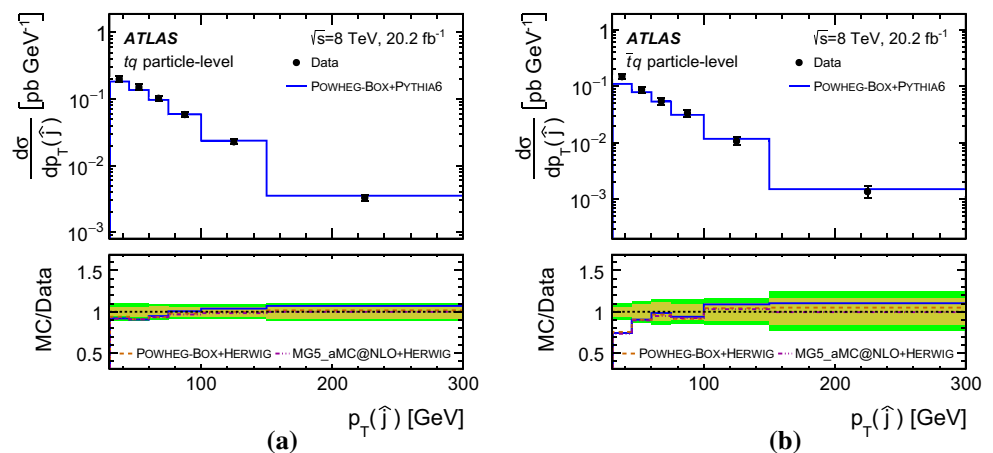 ATLAS
√s=8 TeV, 20.2 fb⁻¹
tq particle-level
Data
POWHEG-BOX+PYTHIA6
dσ/dp_T(ĵ) [pb GeV⁻¹]
1
10⁻¹
10⁻²
10⁻³
MC/Data
1.5
1
0.5
POWHEG-BOX+HERWIG
MG5_aMC@NLO+HERWIG
100 200 300
p_T(ĵ) [GeV]
(a)
ATLAS
√s=8 TeV, 20.2 fb⁻¹
t̄q particle-level
Data
POWHEG-BOX+PYTHIA6
dσ/dp_T(ĵ) [pb GeV⁻¹]
1
10⁻¹
10⁻²
10⁻³
MC/Data
1.5
1
0.5
POWHEG-BOX+HERWIG
MG5_aMC@NLO+HERWIG
100 200 300
p_T(ĵ) [GeV]
(b)